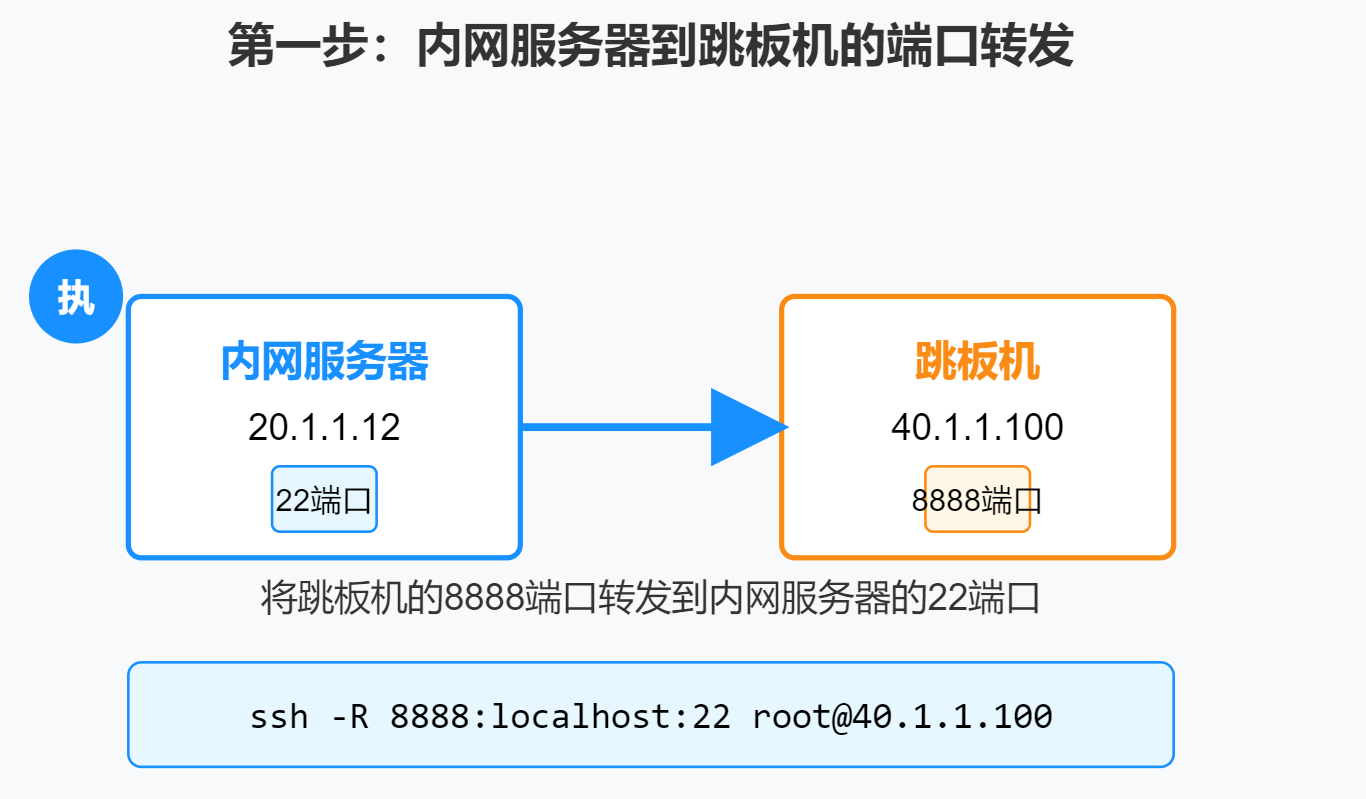 第一步：内网服务器到跳板机的端口转发
执
内网服务器
20.1.1.12
22端口
跳板机
40.1.1.100
8888端口
将跳板机的8888端口转发到内网服务器的22端口
ssh -R 8888:localhost:22 root@40.1.1.100